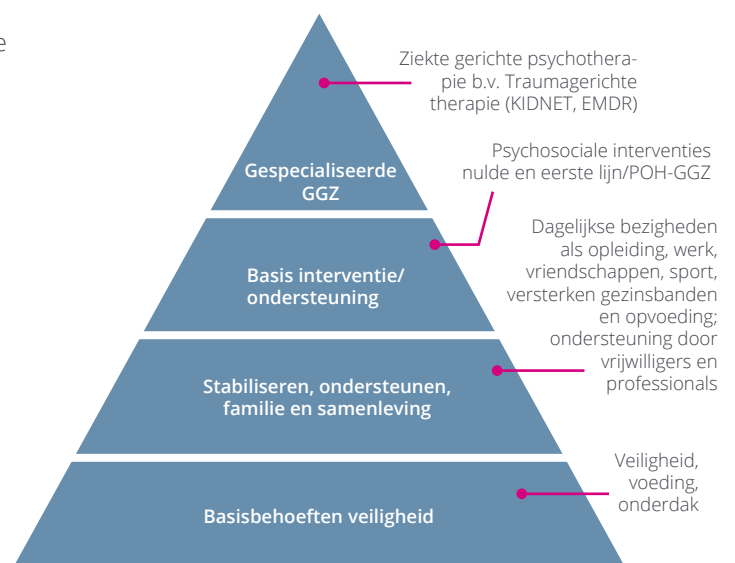 e
Ziekte gerichte psychothera-
pie b.v. Traumagerichte
therapie (KIDNET, EMDR)
Gespecialiseerde
GGZ
Psychosociale interventies
nulde en eerste lijn/POH-GGZ
Basis interventie/
ondersteuning
Dagelijkse bezigheden
als opleiding, werk,
vriendschappen, sport,
versterken gezinsbanden
en opvoeding;
ondersteuning door
vrijwilligers en
professionals
Stabiliseren, ondersteunen,
familie en samenleving
Veiligheid,
voeding,
onderdak
Basisbehoeften veiligheid